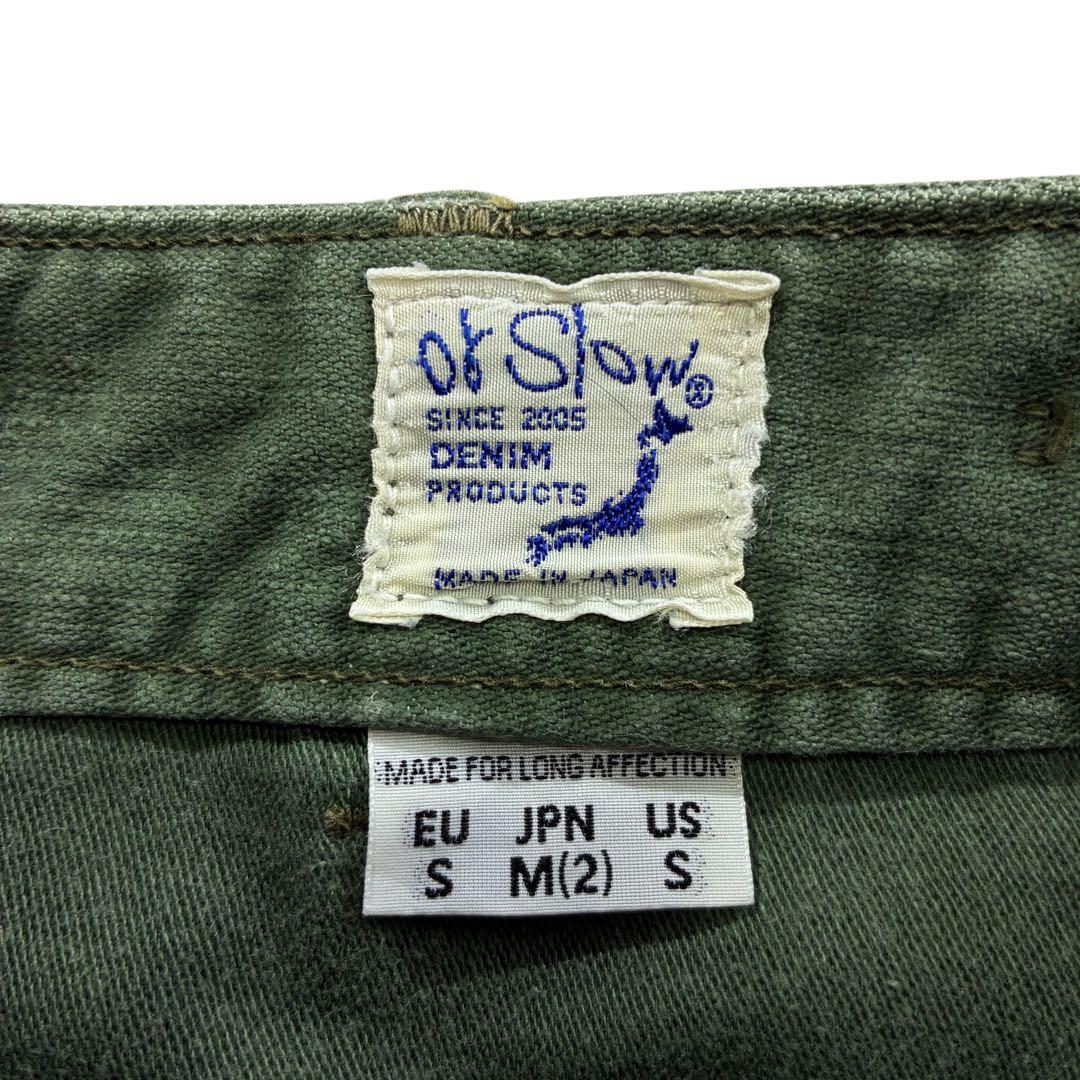 or Slow®
SINCE 2005
DENIM
PRODUCTS
MADE IN JAPAN
MADE FOR LONG AFFECTION
EU JPN US
S M(2) S